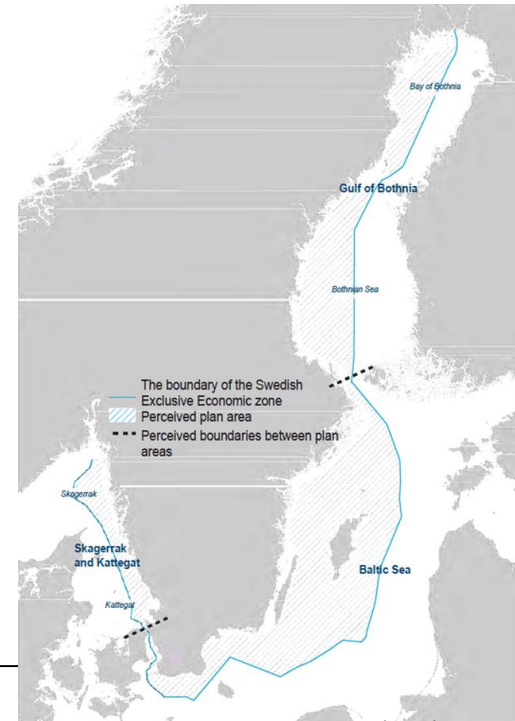 Bay of Bothnia
Gulf of Bothnia
Bothnian Sea
The boundary of the Swedish
Exclusive Economic zone
Perceived plan area
Perceived boundaries between plan
areas
Skagerrak
Skagerrak
and Kattegat
Baltic Sea
Kattegat